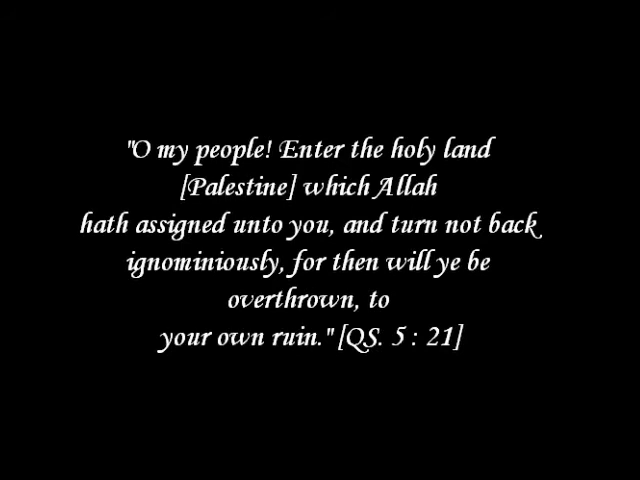 "O my people! Enter the holy land
[Palestine] which Allah
hath assigned unto you, and turn not back
ignominiously, for then will ye be
overthrown, to
your own ruin." [QS. 5 : 21]